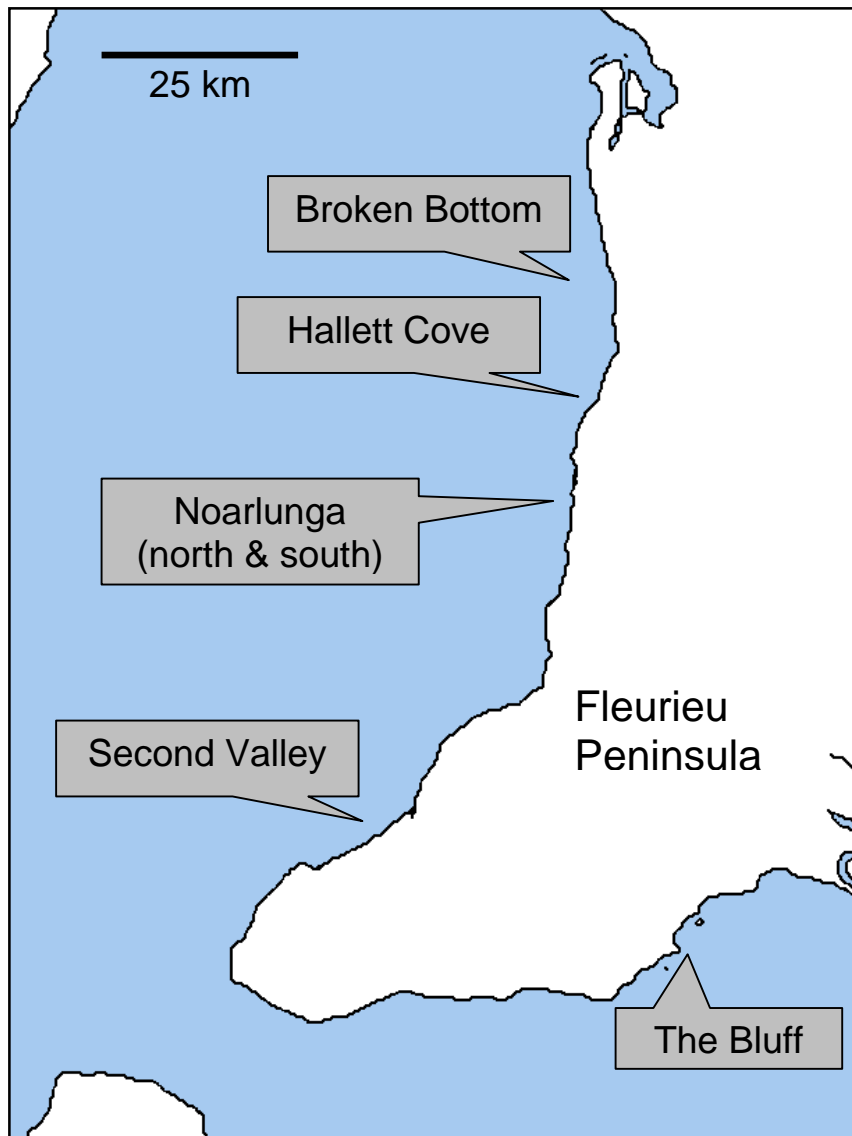 25 km
Broken Bottom
Hallett Cove
Noarlunga
(north & south)
Fleurieu
Peninsula
Second Valley
The Bluff